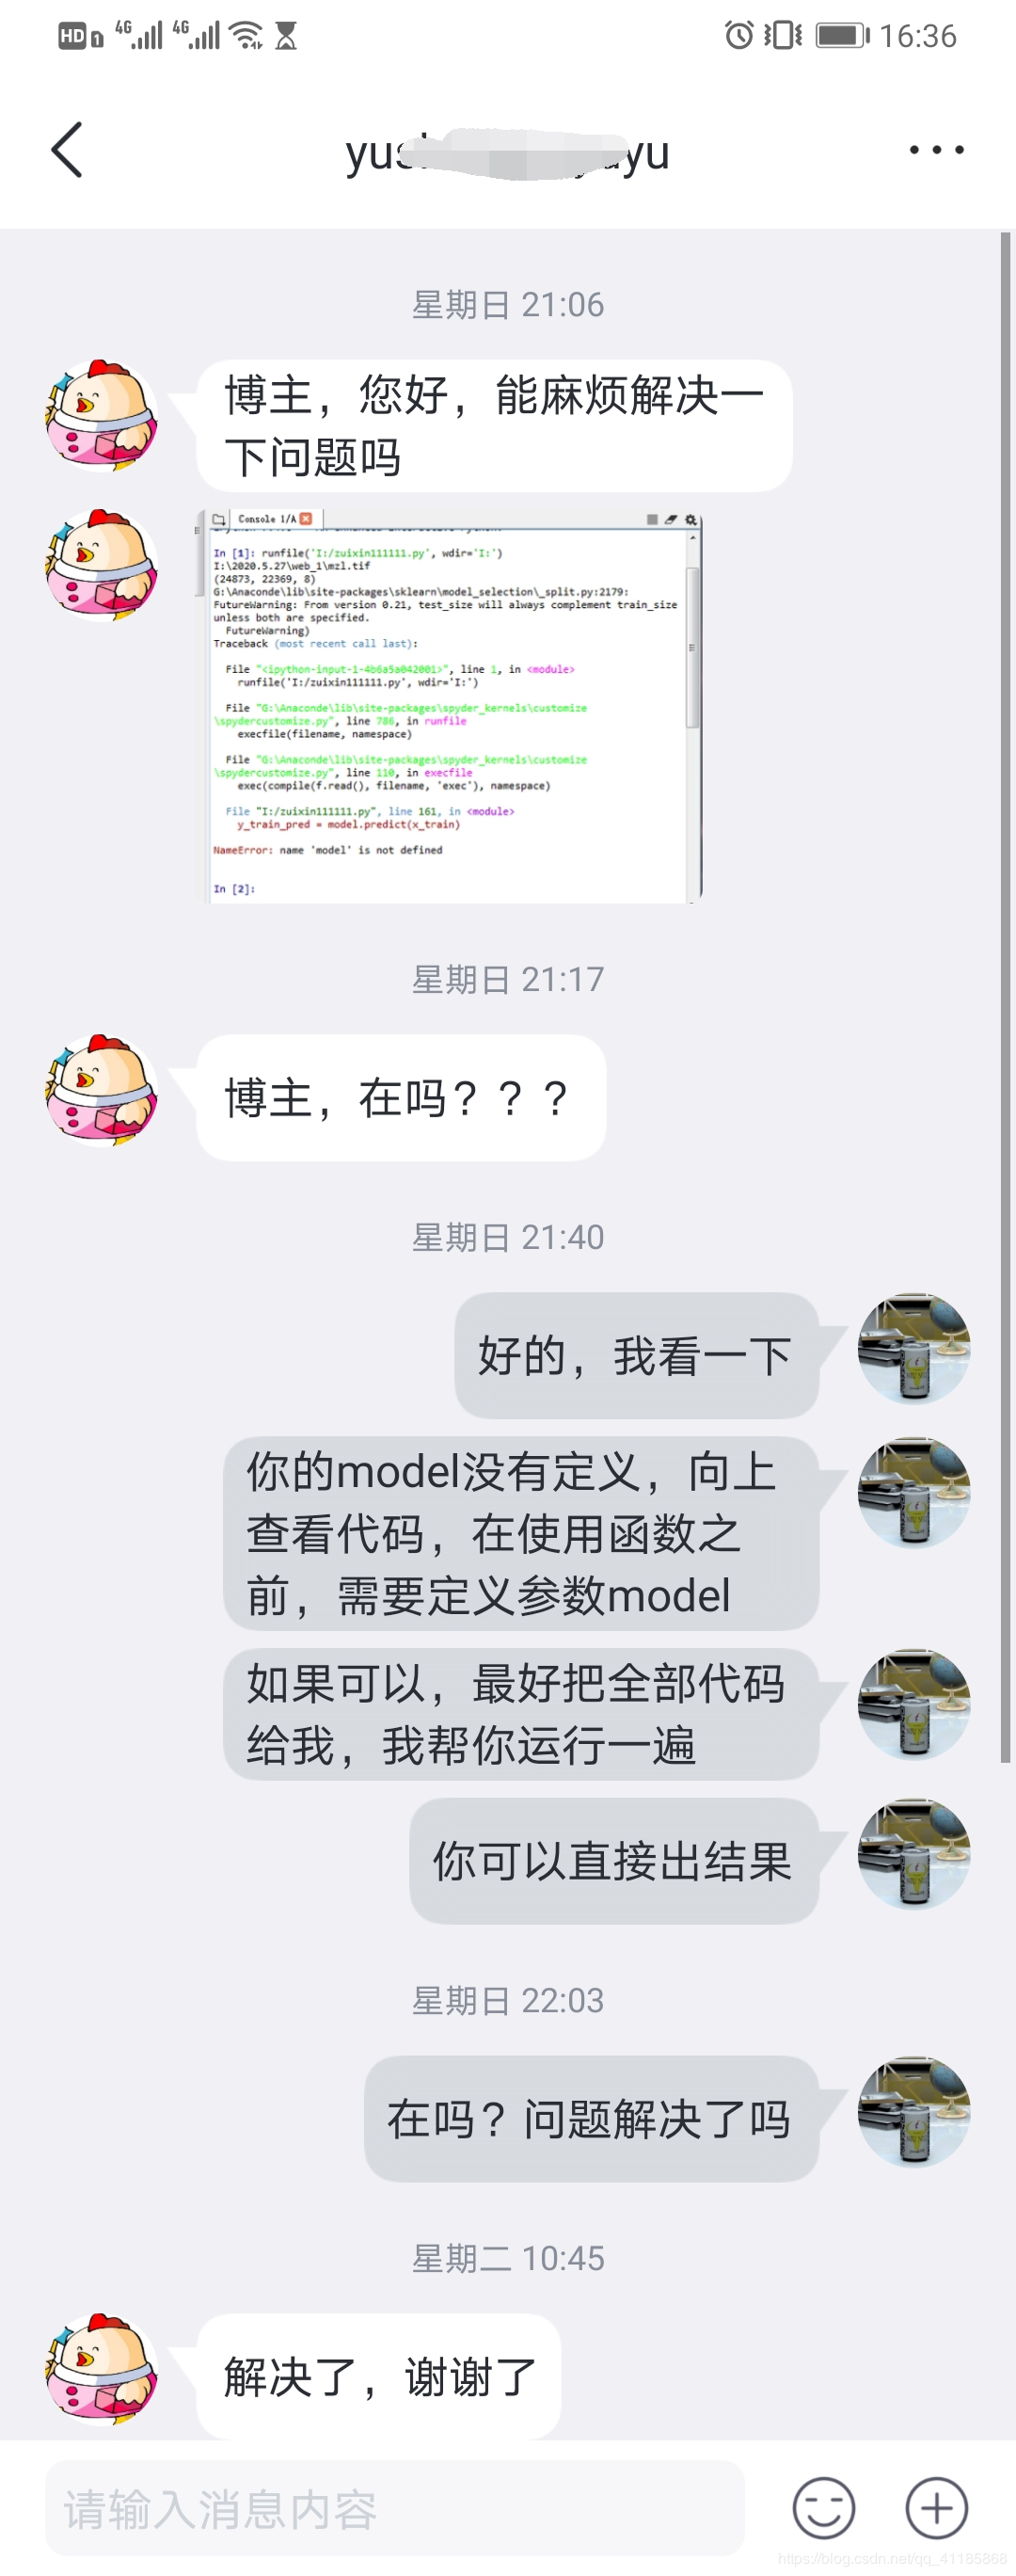 HD 1 4G 4G 16:36
星期日 21:06
博主，您好，能麻烦解决一
下问题吗
Console 1/A
In [1]: runfile('I:/zuixin111111.py', wdir='I:')
I:\2020.5.27\web_1\mzl.tif
(24873, 22369, 8)
G:\Anaconde\lib\site-packages\sklearn\model_selection\_split.py:2179:
FutureWarning: From version 0.21, test_size will always complement train_size
unless both are specified.
FutureWarning)
Traceback (most recent call last):
File "<ipython-input-1-4b6a5a042001>", line 1, in <module>
runfile('I:/zuixin111111.py', wdir='I:')
File "G:\Anaconde\lib\site-packages\spyder_kernels\customize
\spydercustomize.py", line 786, in runfile
execfile(filename, namespace)
File "G:\Anaconde\lib\site-packages\spyder_kernels\customize
\spydercustomize.py", line 110, in execfile
exec(compile(f.read(), filename, 'exec'), namespace)
File "I:/zuixin111111.py", line 161, in <module>
y_train_pred = model.predict(x_train)
NameError: name 'model' is not defined
In [2]:
星期日 21:17
博主，在吗？？？
星期日 21:40
好的，我看一下
你的model没有定义，向上
查看代码，在使用函数之
前，需要定义参数model
如果可以，最好把全部代码
给我，我帮你运行一遍
你可以直接出结果
星期日 22:03
在吗？问题解决了吗
星期二 10:45
解决了，谢谢了
请输入消息内容
https://blog.csdn.net/qq_41185868